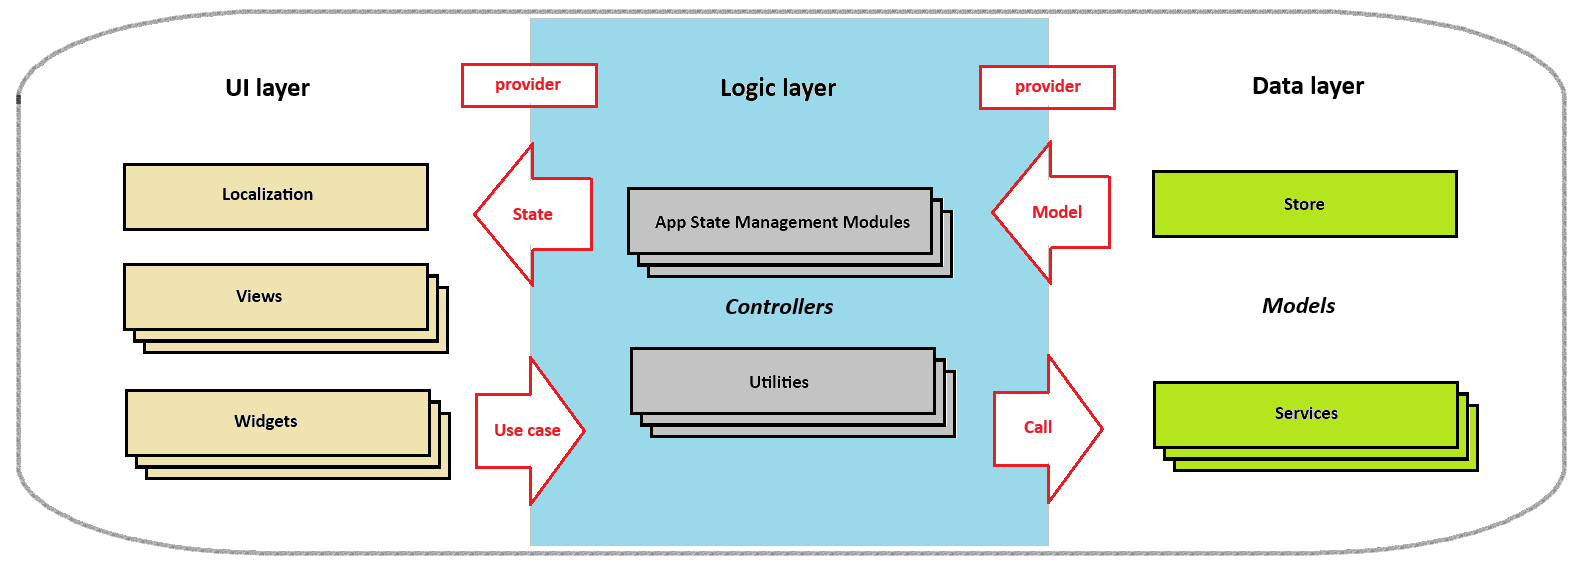 UI layer
provider
Logic layer
provider
Data layer
Localization
State
App State Management Modules
Model
Store
Views
Controllers
Models
Widgets
Use case
Utilities
Call
Services